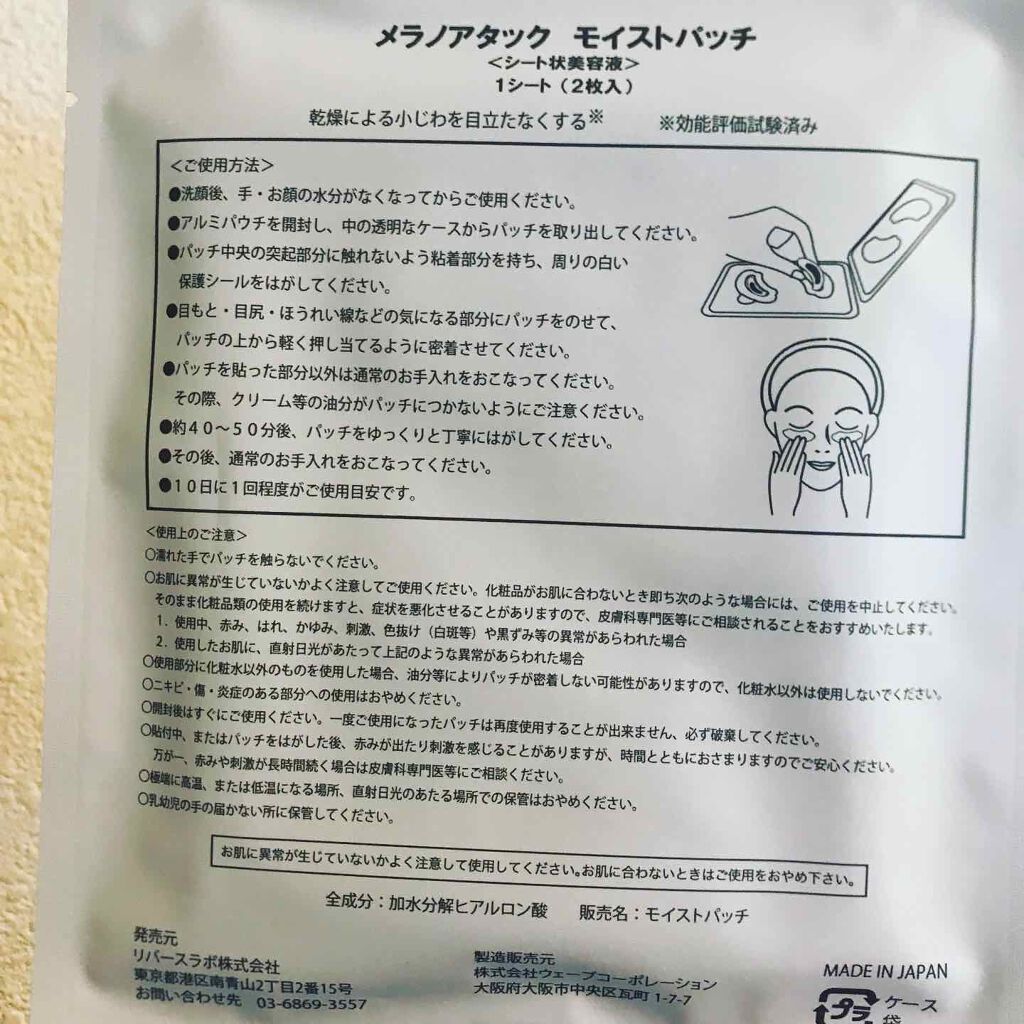 メラノアタック モイストパッチ
＜シート状美容液＞
1シート（2枚入）
乾燥による小じわを目立たなくする※ ※効能評価試験済み
＜ご使用方法＞
●洗顔後、手・お顔の水分がなくなってからご使用ください。
●アルミパウチを開封し、中の透明なケースからパッチを取り出してください。
●パッチ中央の突起部分に触れないよう粘着部分を持ち、周りの白い
保護シールをはがしてください。
●目もと・目尻・ほうれい線などの気になる部分にパッチをのせて、
パッチの上から軽く押し当てるように密着させてください。
●パッチを貼った部分以外は通常のお手入れをおこなってください。
その際、クリーム等の油分がパッチにつかないようにご注意ください。
●約４０～５０分後、パッチをゆっくりと丁寧にはがしてください。
●その後、通常のお手入れをおこなってください。
●１０日に１回程度がご使用目安です。
＜使用上のご注意＞
○濡れた手でパッチを触らないでください。
○お肌に異常が生じていないかよく注意してご使用ください。化粧品がお肌に合わないとき即ち次のような場合には、ご使用を中止してください。
そのまま化粧品類の使用を続けますと、症状を悪化させることがありますので、皮膚科専門医等にご相談されることをおすすめいたします。
1．使用中、赤み、はれ、かゆみ、刺激、色抜け（白斑等）や黒ずみ等の異常があらわれた場合
2．使用したお肌に、直射日光があたって上記のような異常があらわれた場合
○使用部分に化粧水以外のものを使用した場合、油分等によりパッチが密着しない可能性がありますので、化粧水以外は使用しないでください。
○ニキビ・傷・炎症のある部分への使用はおやめください。
○開封後はすぐにご使用ください。一度ご使用になったパッチは再度使用することが出来ません、必ず破棄してください。
○貼付中、またはパッチをはがした後、赤みが出たり刺激を感じることがありますが、時間とともにおさまりますのでご安心ください。
万が一、赤みや刺激が長時間続く場合は皮膚科専門医等にご相談ください。
○極端に高温、または低温になる場所、直射日光のあたる場所での保管はおやめください。
○乳幼児の手の届かない所に保管してください。
お肌に異常が生じていないかよく注意して使用してください。お肌に合わないときはご使用をおやめ下さい。
全成分：加水分解ヒアルロン酸 販売名：モイストパッチ
発売元
リバースラボ株式会社
東京都港区南青山2丁目2番15号
お問い合わせ先 03-6869-3557
製造販売元
株式会社ウェーブコーポレーション
大阪府大阪市中央区瓦町 1-7-7
MADE IN JAPAN
プラ ケース
袋